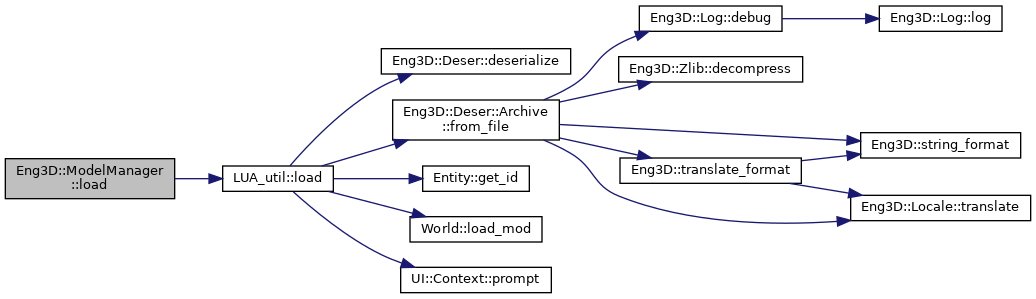 Eng3D::ModelManager
::load
LUA_util::load
Eng3D::Deser::deserialize
Eng3D::Deser::Archive
::from_file
Entity::get_id
World::load_mod
UI::Context::prompt
Eng3D::Log::debug
Eng3D::Zlib::decompress
Eng3D::translate_format
Eng3D::Log::log
Eng3D::string_format
Eng3D::Locale::translate